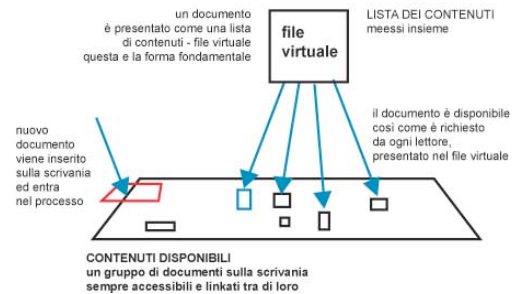 un documento
è presentato come una lista
di contenuti - file virtuale
questa e la forma fondamentale
file
virtuale
LISTA DEI CONTENUTI
meessi insieme
il documento è disponibile
così come è richiesto
da ogni lettore,
presentato nel file virtuale
nuovo
documento
viene inserito
sulla scrivania
ed entra
nel processo
CONTENUTI DISPONIBILI
un gruppo di documenti sulla scrivania
sempre accessibili e linkati tra di loro